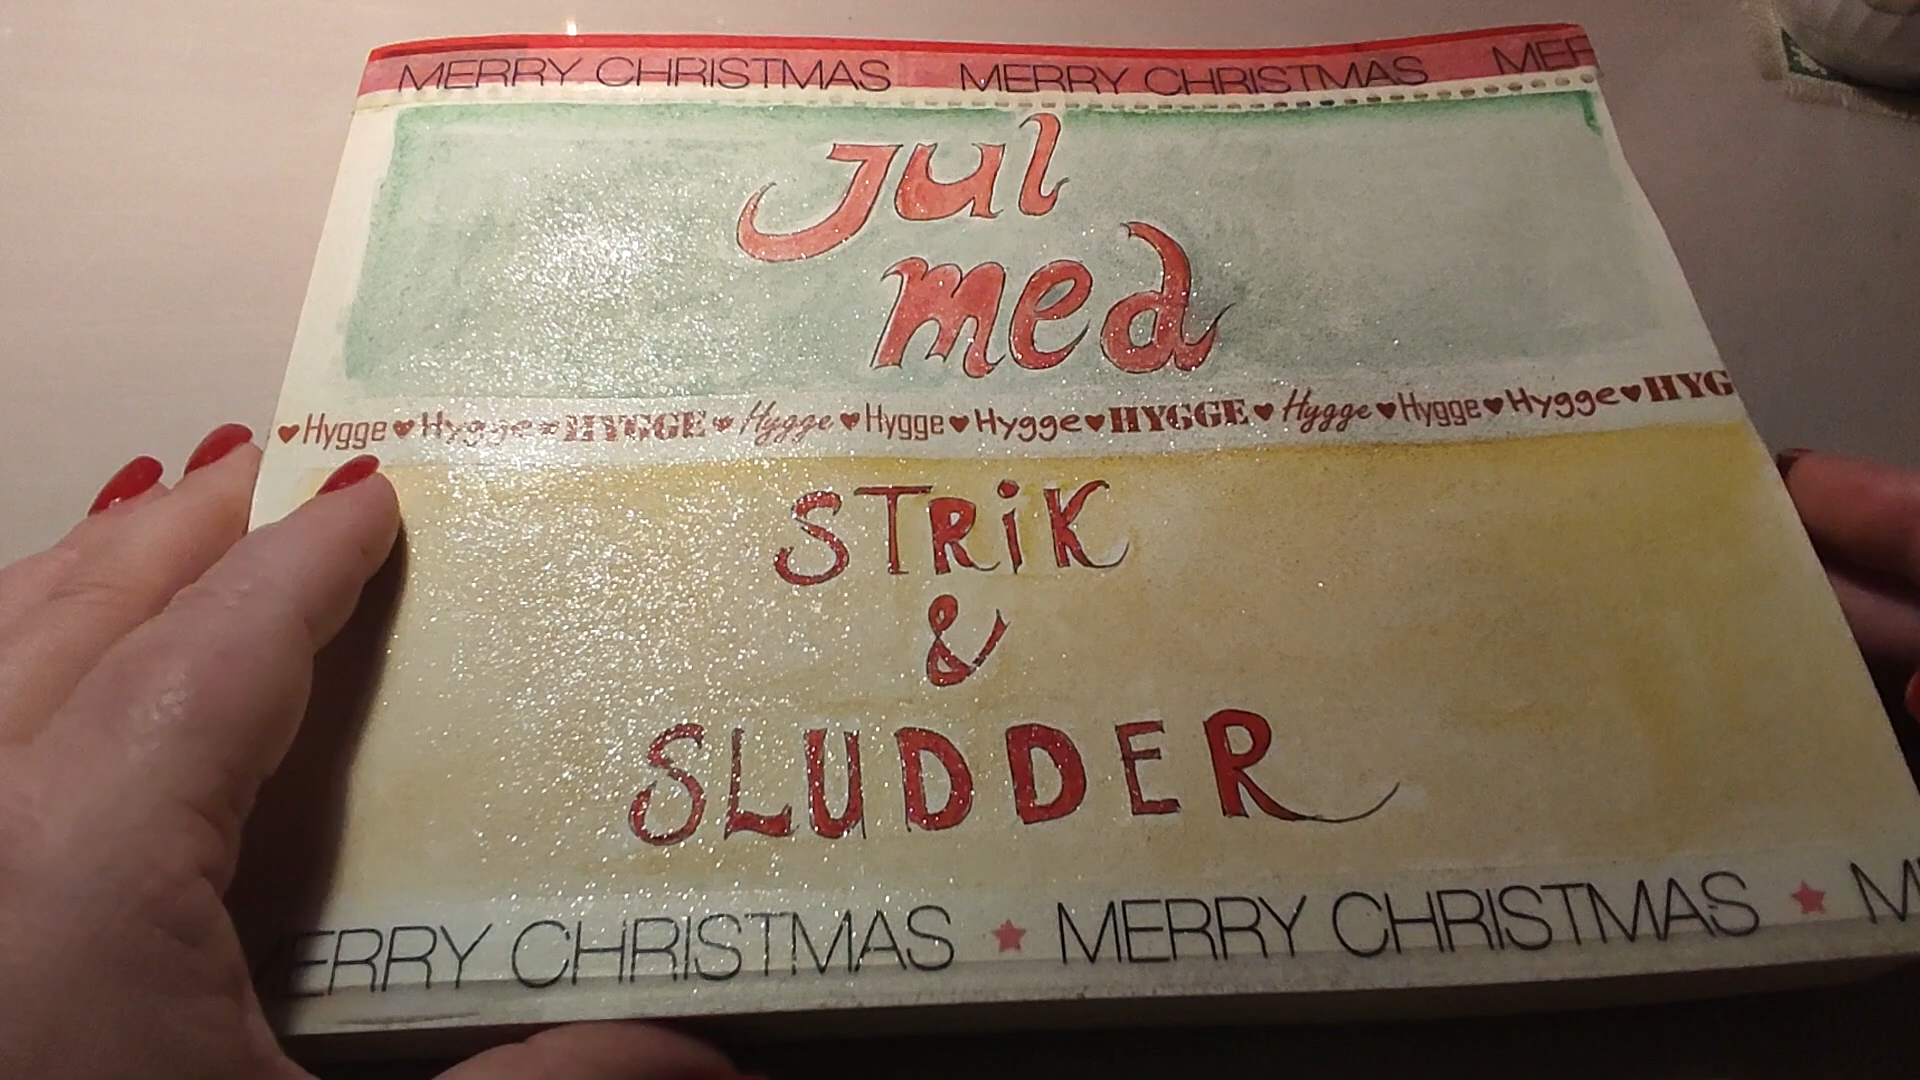 MERRY CHRISTMAS MERRY CHRISTMAS MER
Jul
med
♥ Hygge ♥ Hygge ♥ HYGGE ♥ Hygge ♥ Hygge ♥ Hygge ♥ HYGGE ♥ Hygge ♥ Hygge ♥ Hygge ♥ HYG
STRiK
&
SLUDDER
ERRY CHRISTMAS ★ MERRY CHRISTMAS ★ M